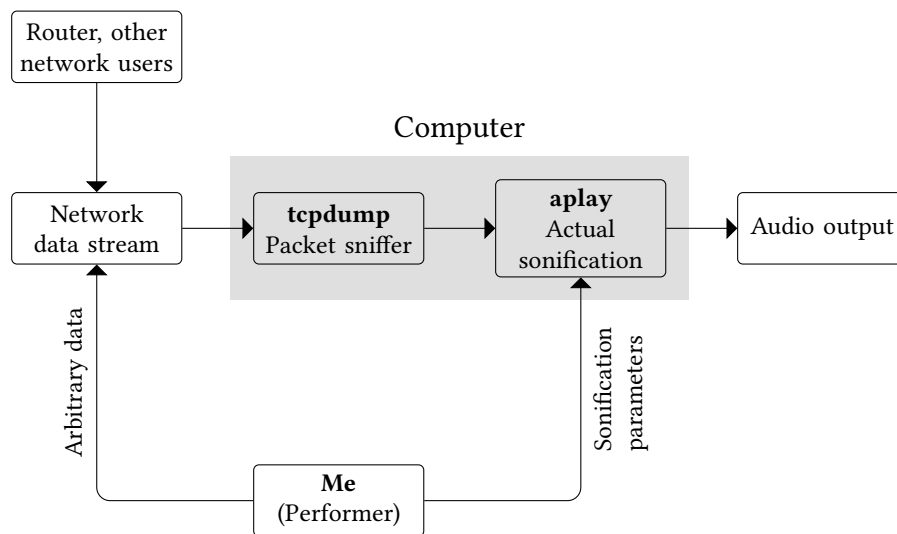 Router, other
network users
Computer
Network
data stream
tcpdump
Packet sniffer
aplay
Actual
sonification
Audio output
Arbitrary data
Sonification
parameters
Me
(Performer)